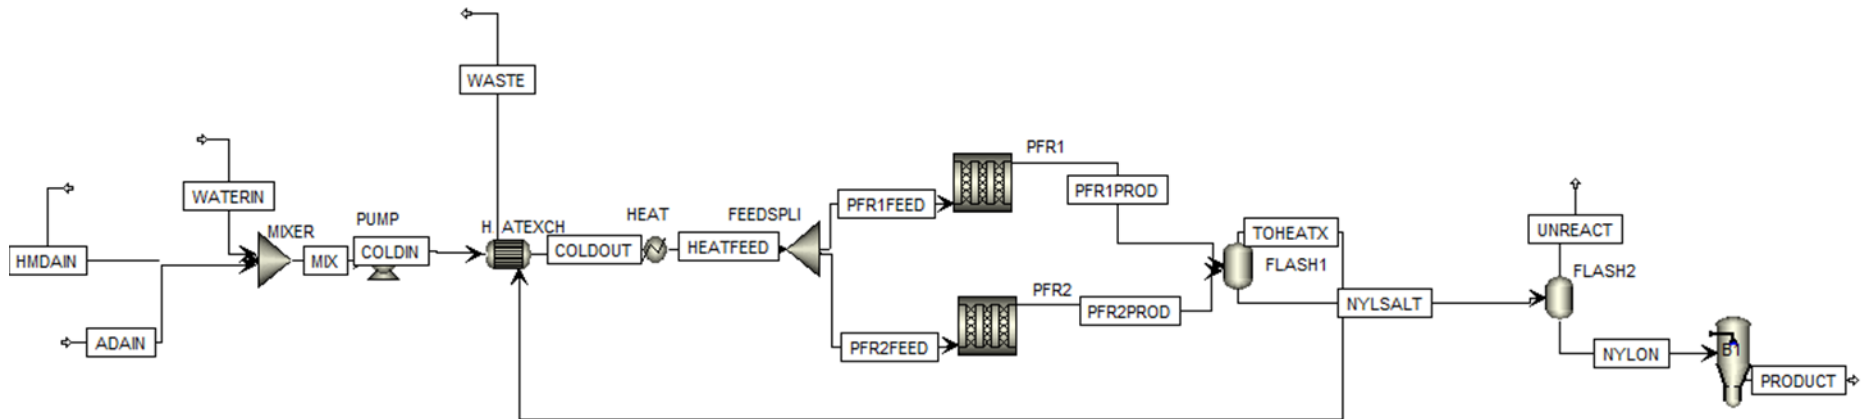 WASTE
WATERIN
HMDAIN
ADAIN
MIXER
MIX
PUMP
COLDIN
HEATEXCH
COLDOUT
HEAT
HEATFEED
FEEDSPLI
PFR1FEED
PFR1
PFR1PROD
PFR2FEED
PFR2
PFR2PROD
TOHEATX
FLASH1
NYLSALT
UNREACT
FLASH2
NYLON
B1
PRODUCT